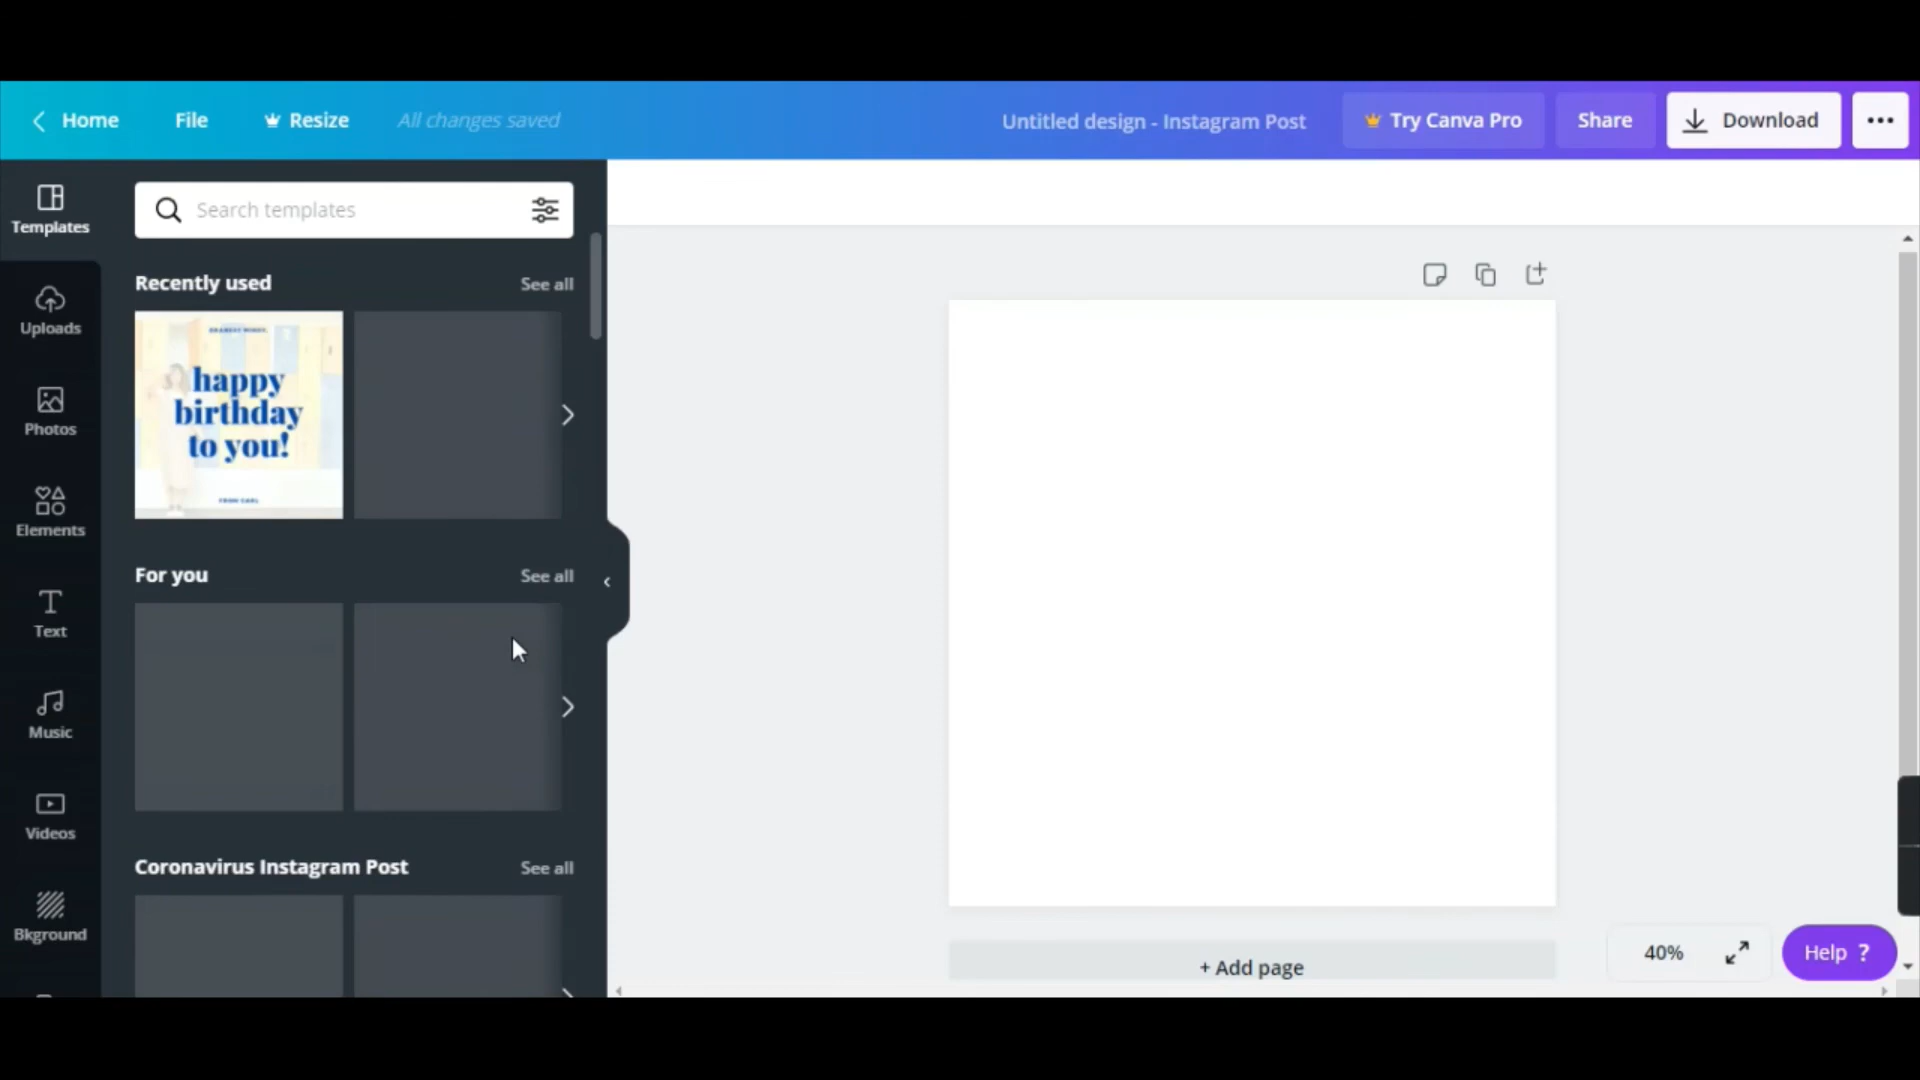 Home File Resize All changes saved Untitled design - Instagram Post Try Canva Pro Share Download
Templates
Search templates
Recently used See all
happy
birthday
to you!
FROM CARL
Uploads
Photos
Elements
For you See all
Text
Music
Videos
Coronavirus Instagram Post See all
Bkground
+ Add page
40%
Help ?